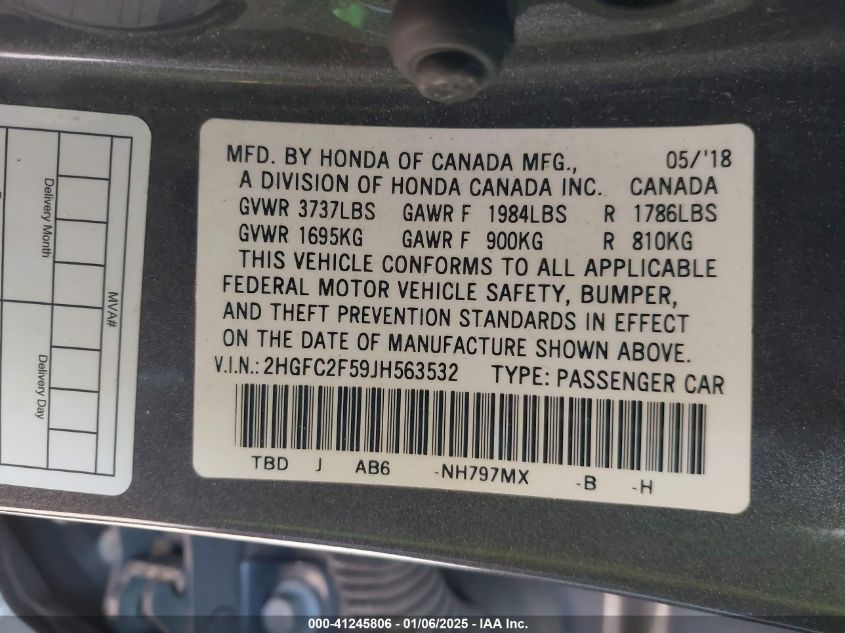 MFD. BY HONDA OF CANADA MFG., 05/'18
A DIVISION OF HONDA CANADA INC. CANADA
GVWR 3737LBS GAWR F 1984LBS R 1786LBS
GVWR 1695KG GAWR F 900KG R 810KG
THIS VEHICLE CONFORMS TO ALL APPLICABLE
FEDERAL MOTOR VEHICLE SAFETY, BUMPER,
AND THEFT PREVENTION STANDARDS IN EFFECT
ON THE DATE OF MANUFACTURE SHOWN ABOVE.
V.I.N.: 2HGFC2F59JH563532 TYPE: PASSENGER CAR
TBD J AB6 -NH797MX -B -H
Delivery Month
Delivery Day
MVA#
000-41245806 - 01/06/2025 - © IAA Inc.